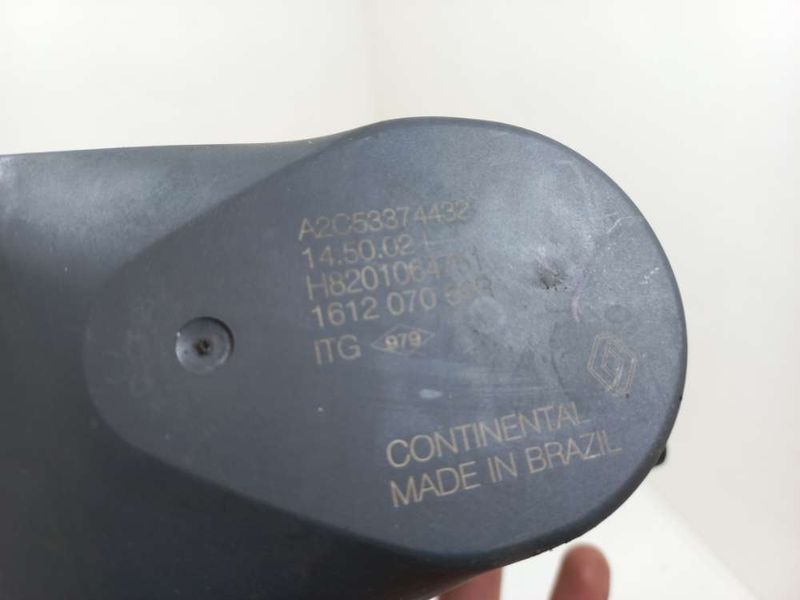 A2C53374432
14.50.02
1612 070
ITG 979
CONTINENTAL
MADE IN BRAZIL